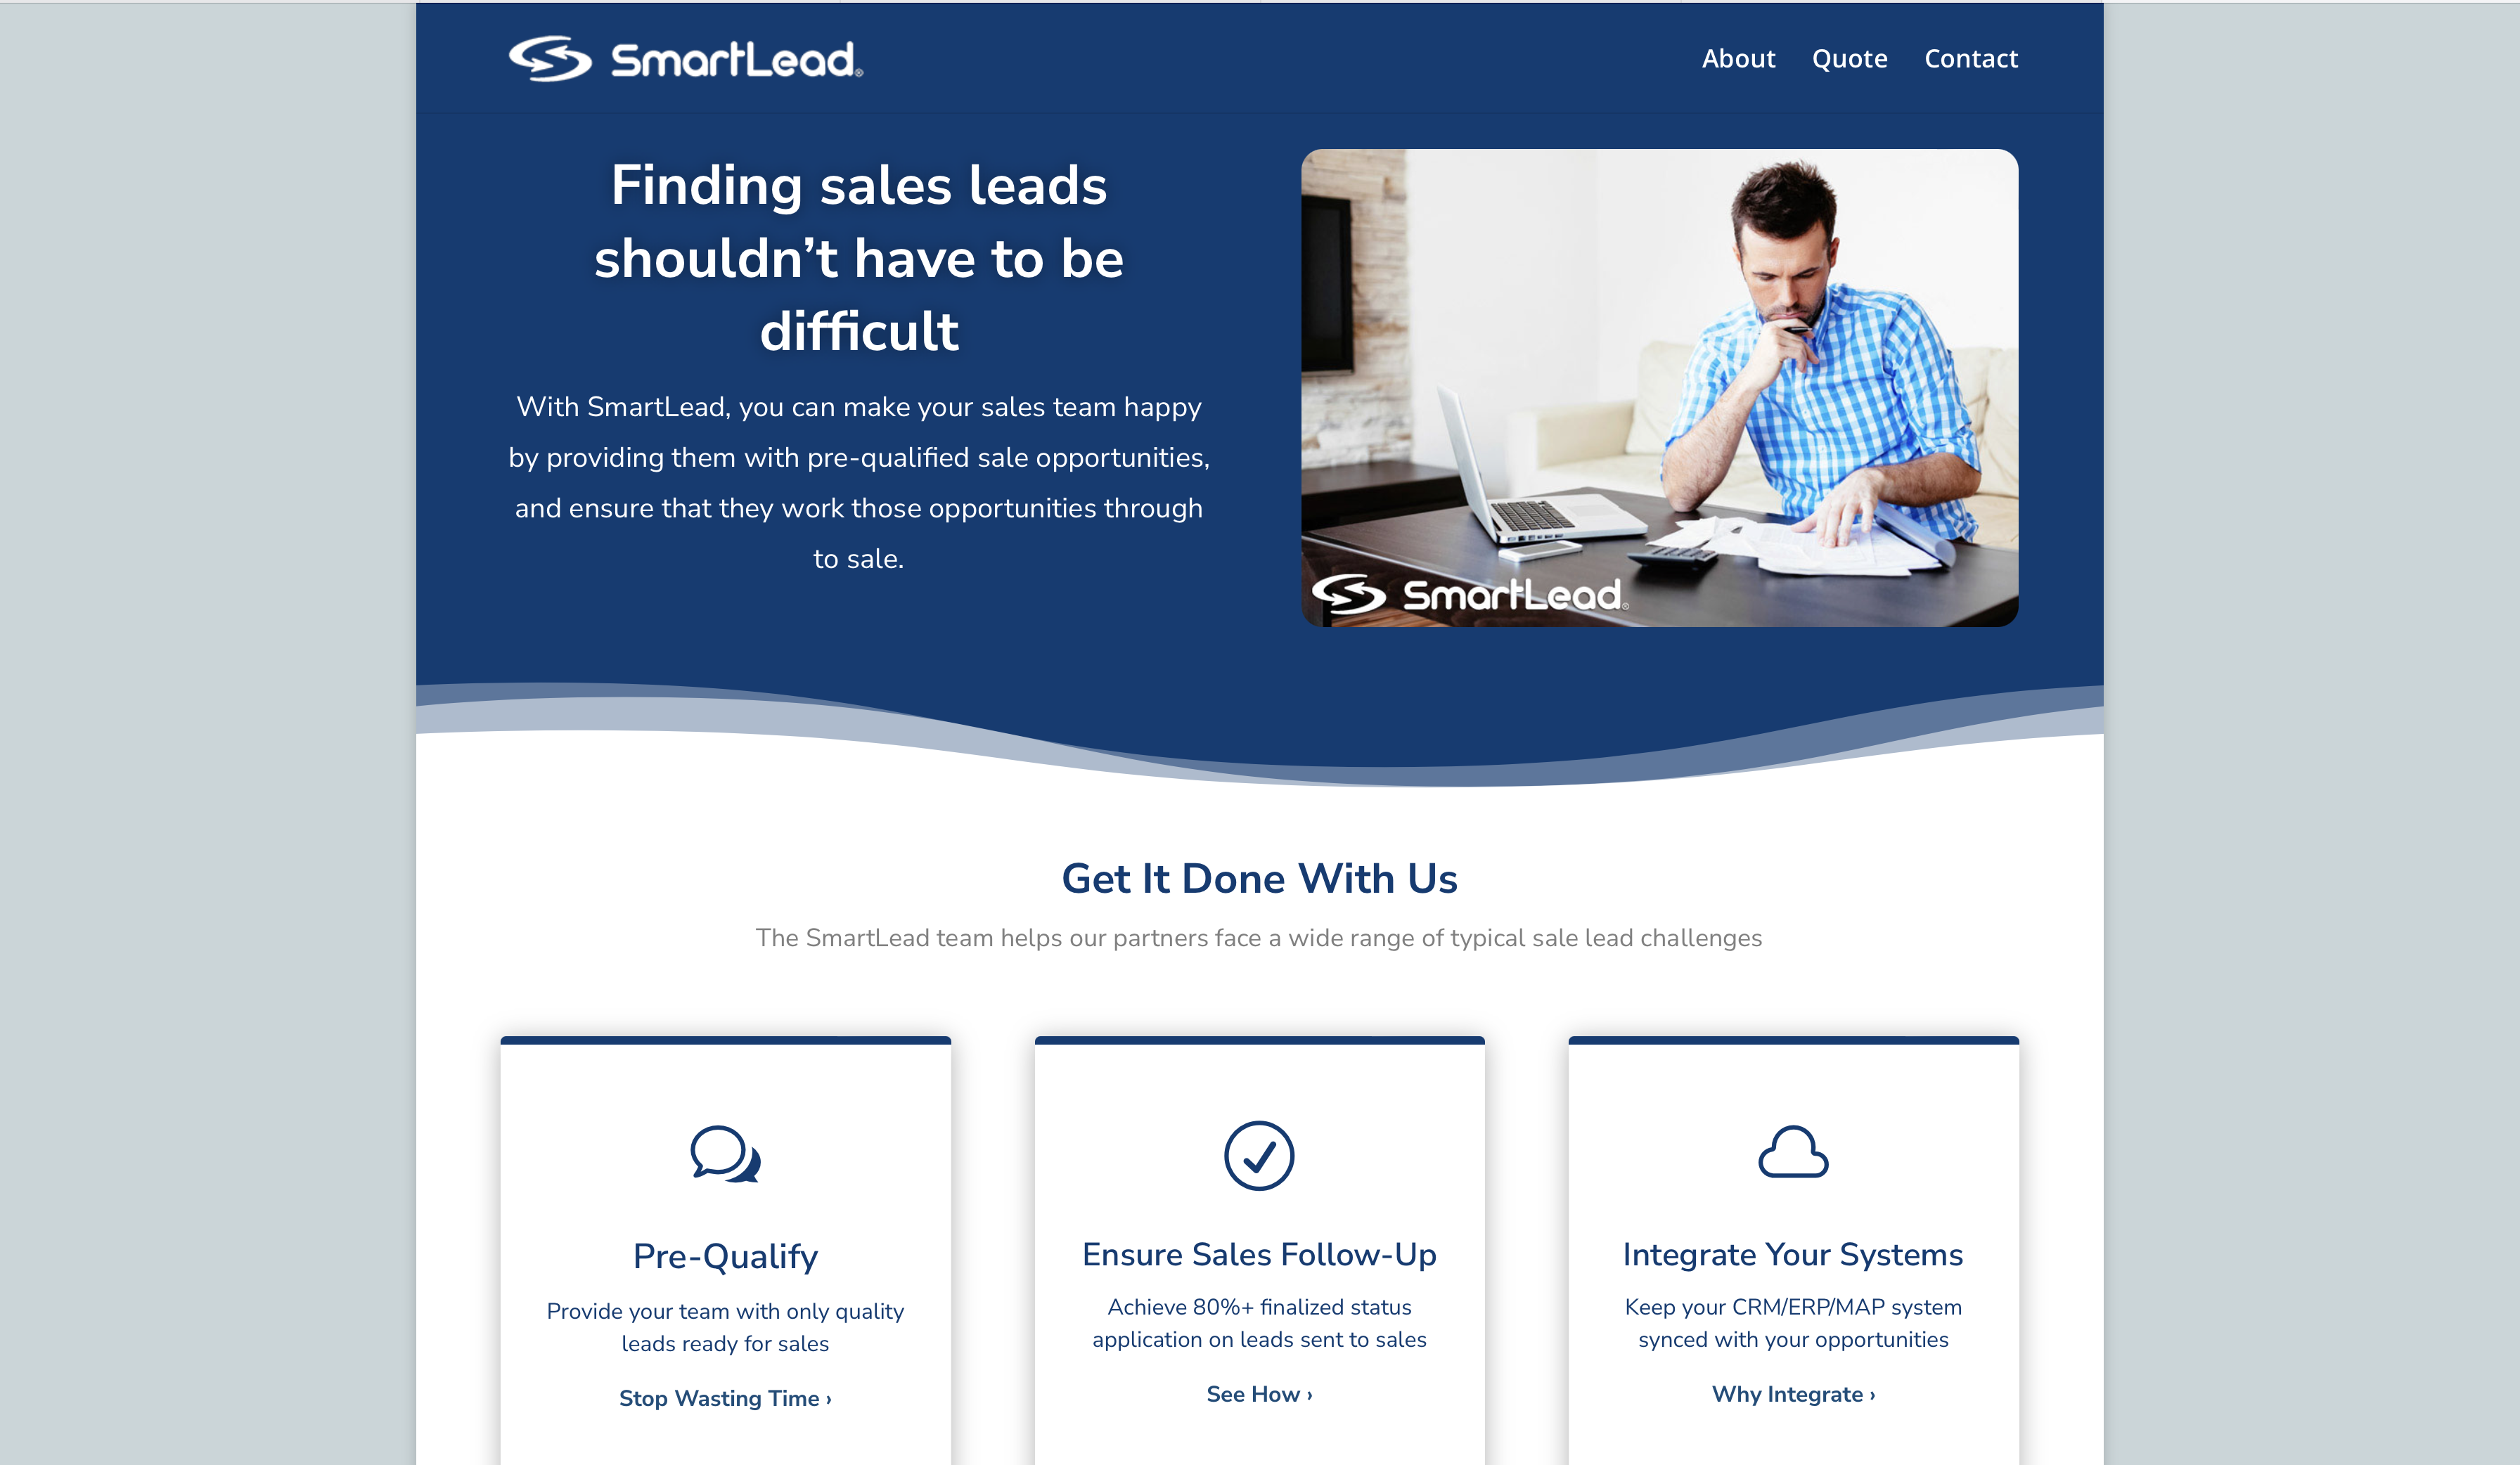 SmartLead®
About Quote Contact
Finding sales leads
shouldn’t have to be
difficult
With SmartLead, you can make your sales team happy
by providing them with pre-qualified sale opportunities,
and ensure that they work those opportunities through
to sale.
SmartLead®
Get It Done With Us
The SmartLead team helps our partners face a wide range of typical sale lead challenges
Pre-Qualify
Provide your team with only quality
leads ready for sales
Stop Wasting Time ›
Ensure Sales Follow-Up
Achieve 80%+ finalized status
application on leads sent to sales
See How ›
Integrate Your Systems
Keep your CRM/ERP/MAP system
synced with your opportunities
Why Integrate ›